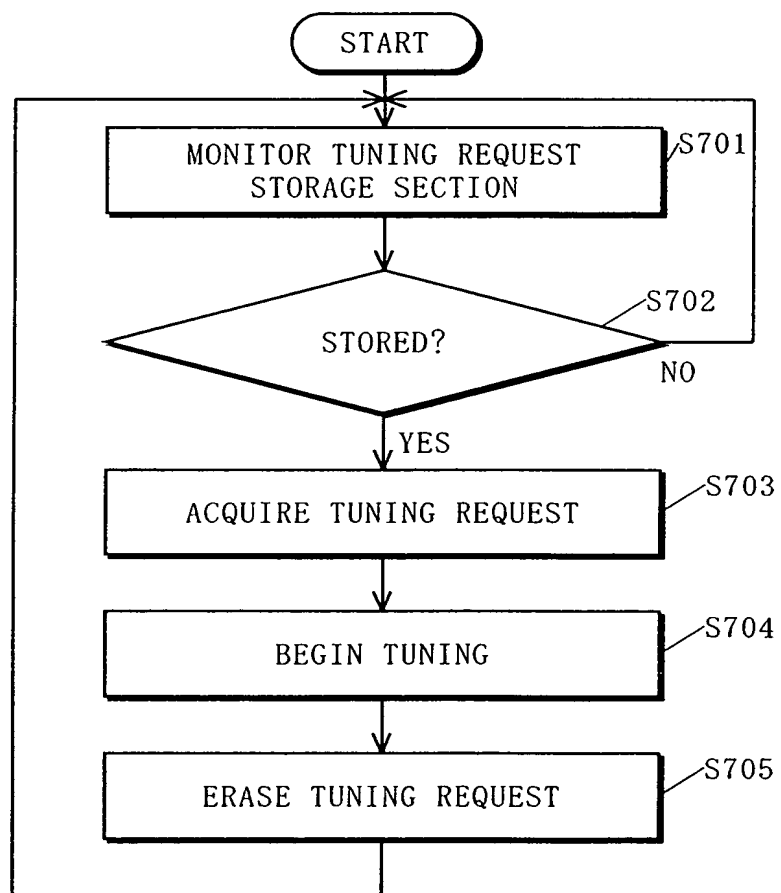 START
MONITOR TUNING REQUEST
STORAGE SECTION
S701
STORED?
S702
NO
YES
ACQUIRE TUNING REQUEST
S703
BEGIN TUNING
S704
ERASE TUNING REQUEST
S705